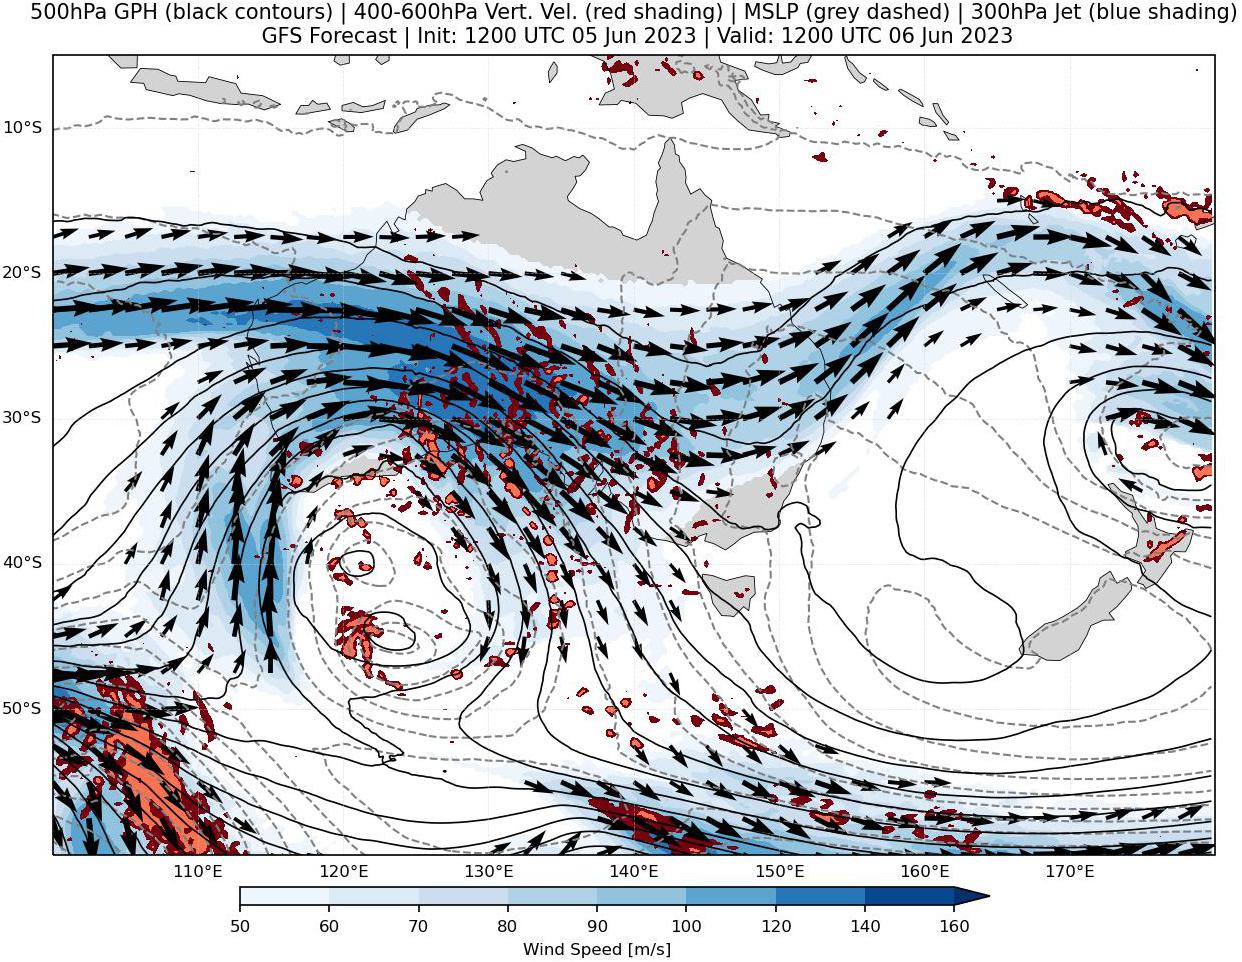 500hPa GPH (black contours) | 400-600hPa Vert. Vel. (red shading) | MSLP (grey dashed) | 300hPa Jet (blue shading)
GFS Forecast | Init: 1200 UTC 05 Jun 2023 | Valid: 1200 UTC 06 Jun 2023
10°S
20°S
30°S
40°S
50°S
110°E 120°E 130°E 140°E 150°E 160°E 170°E
50 60 70 80 90 100 120 140 160
Wind Speed [m/s]